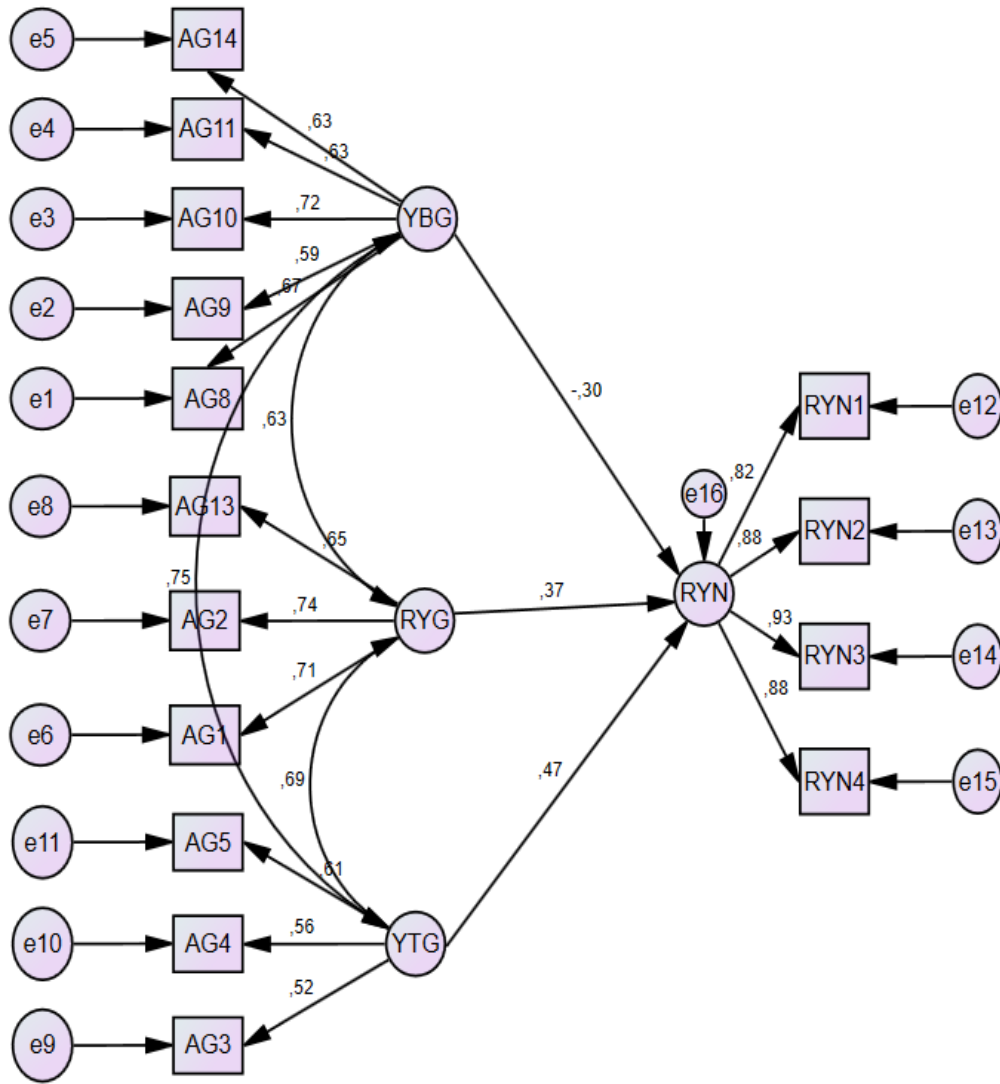 e5
AG14
e4
AG11
,63
,63
e3
AG10
,72
YBG
e2
AG9
,59
,67
e1
AG8
,63
-,30
RYN1
e12
,82
e8
AG13
,65
e16
RYN2
e13
,88
,75
e7
AG2
,74
RYG
,37
RYN
,93
RYN3
e14
,88
e6
AG1
,71
,69
,47
RYN4
e15
e11
AG5
,61
e10
AG4
,56
YTG
,52
e9
AG3